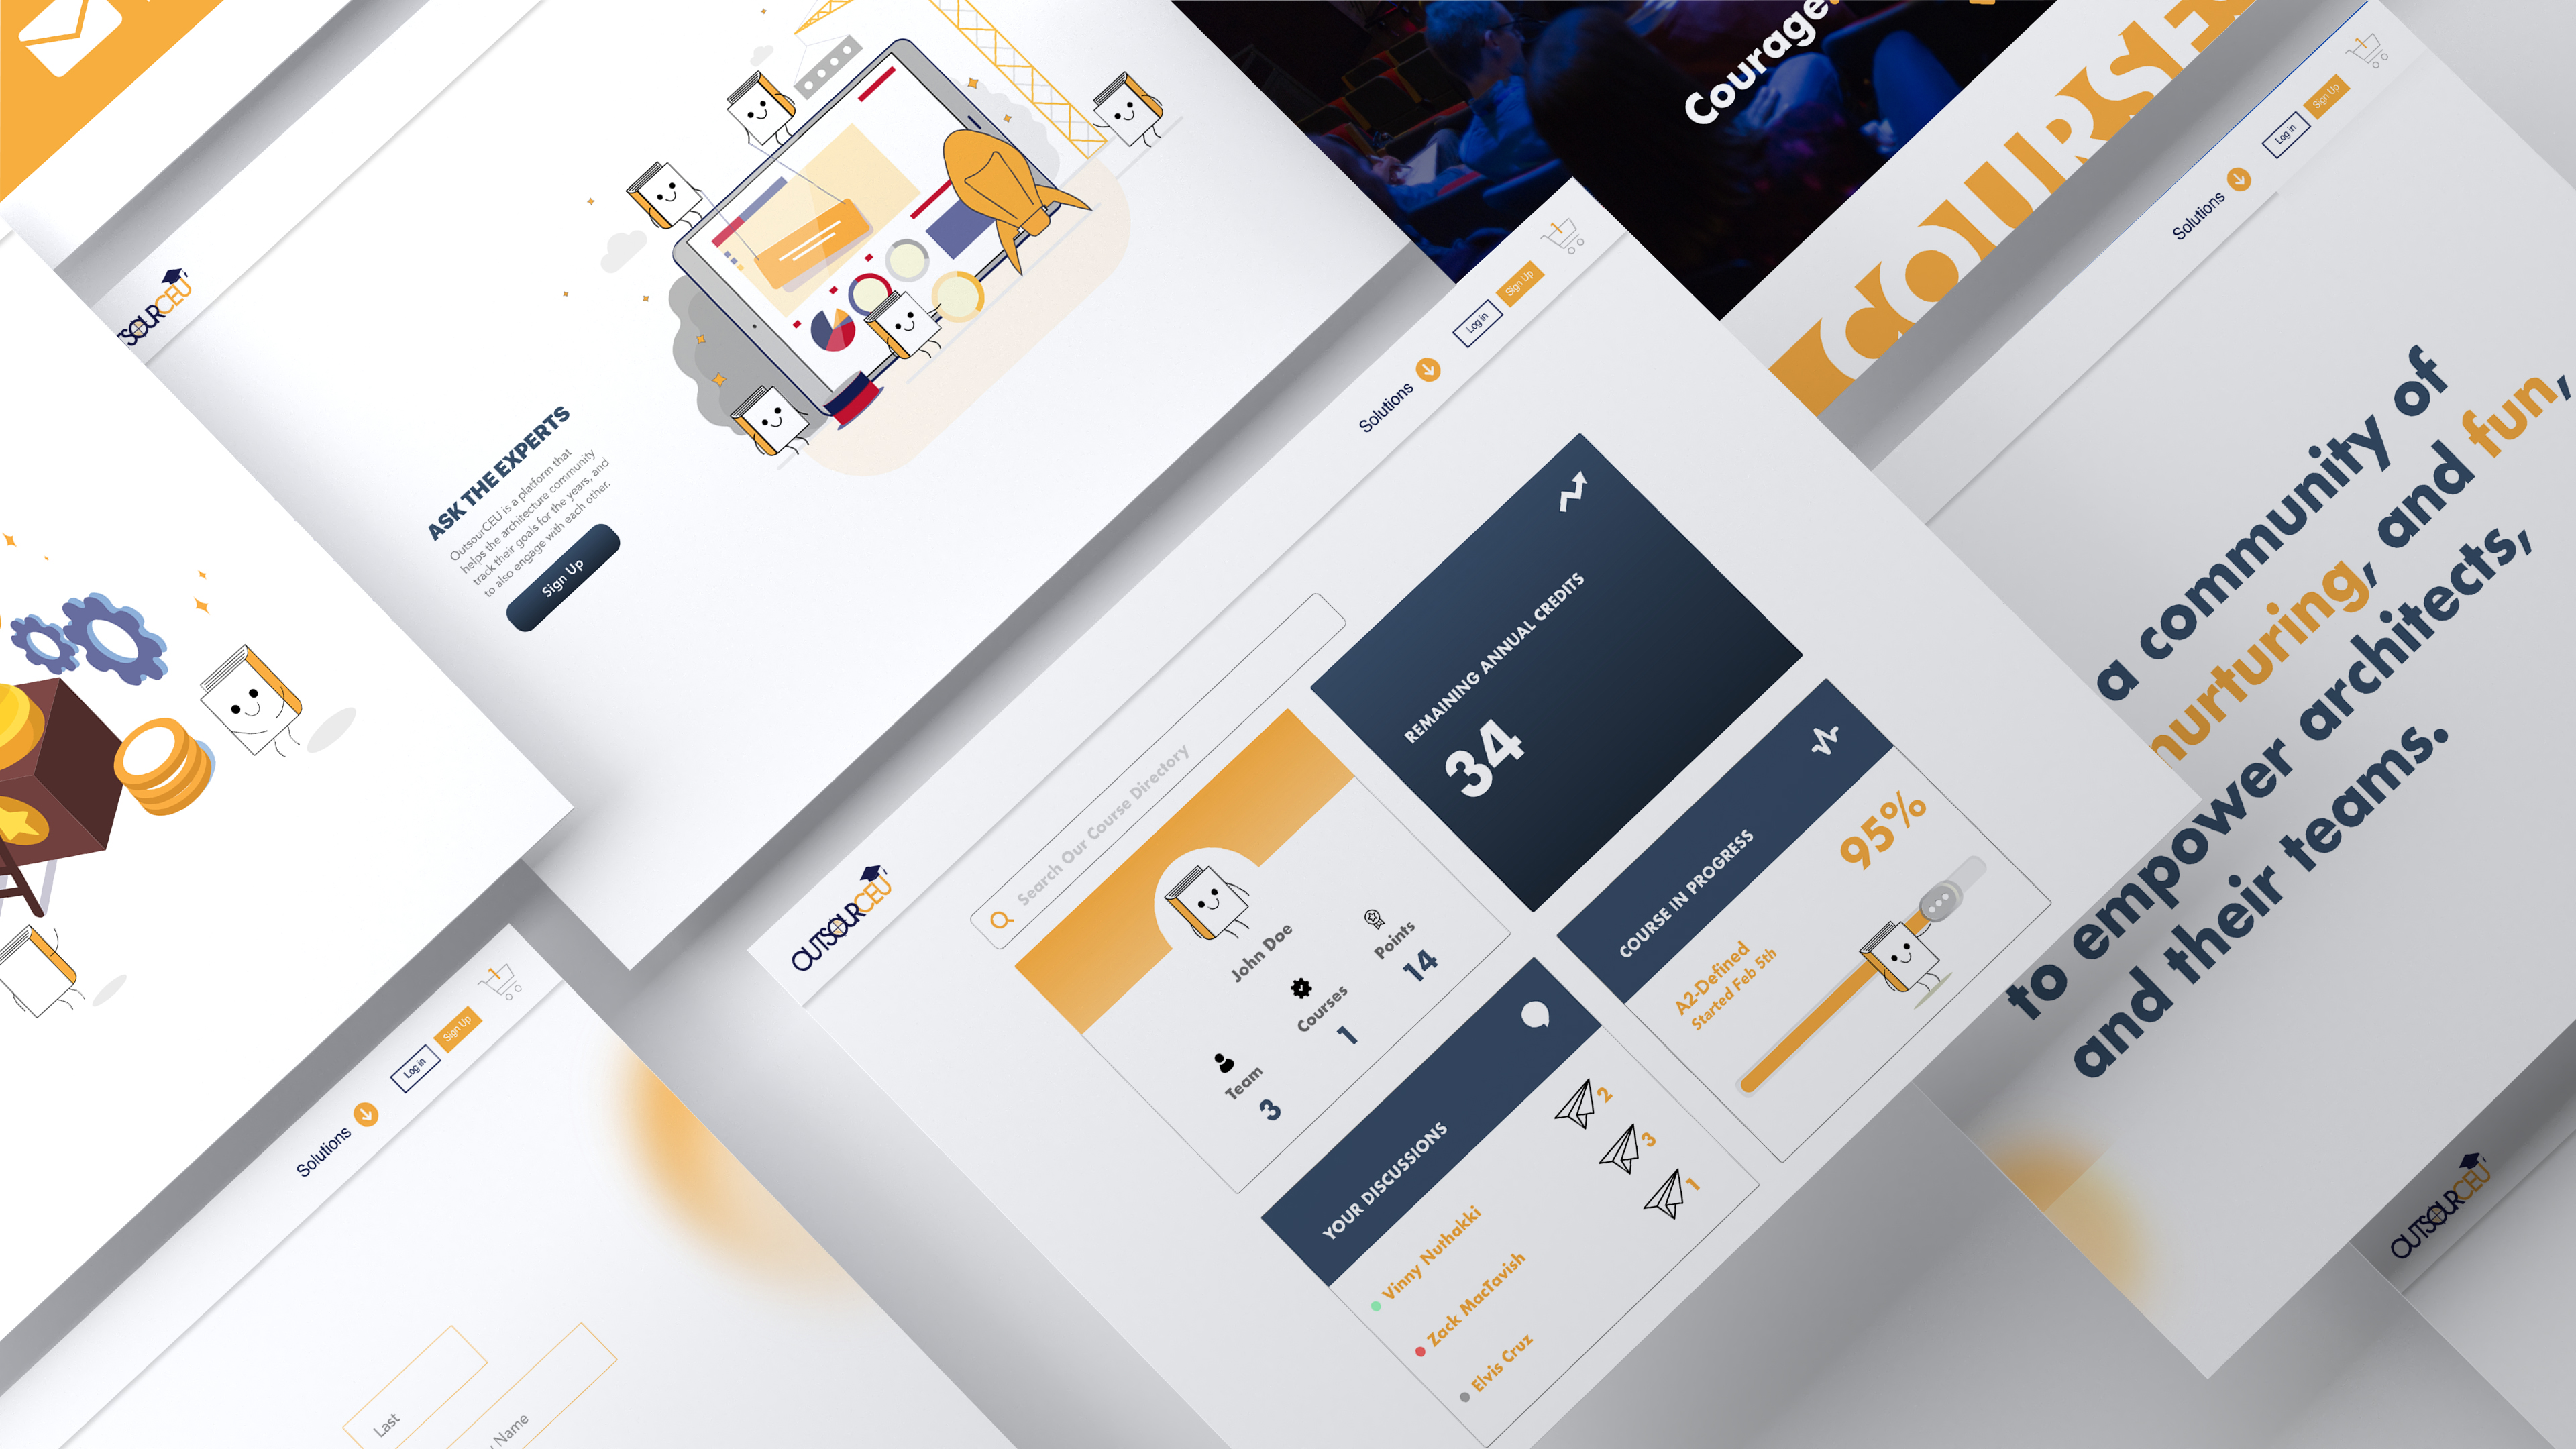 OUTSOURCEU
ASK THE EXPERTS
OutsourCEU is a platform that
helps the architecture community
track their goals for the years, and
to also engage with each other.
Sign Up
Courage.
Solutions
Log in
Sign Up
1
a community of
nurturing, and fun,
to empower architects,
and their teams.
OUTSOURCEU
Solutions
Log in
Sign Up
1
Search Our Course Directory
John Doe
Team
3
Courses
1
Points
14
REMAINING ANNUAL CREDITS
34
COURSE IN PROGRESS
A2-Defined
Started Feb 5th
95%
YOUR DISCUSSIONS
Vinny Nuthakki
2
Zack MacTavish
3
Elvis Cruz
1
Solutions
Log in
Sign Up
1
Last
Name
OUTSOURCEU